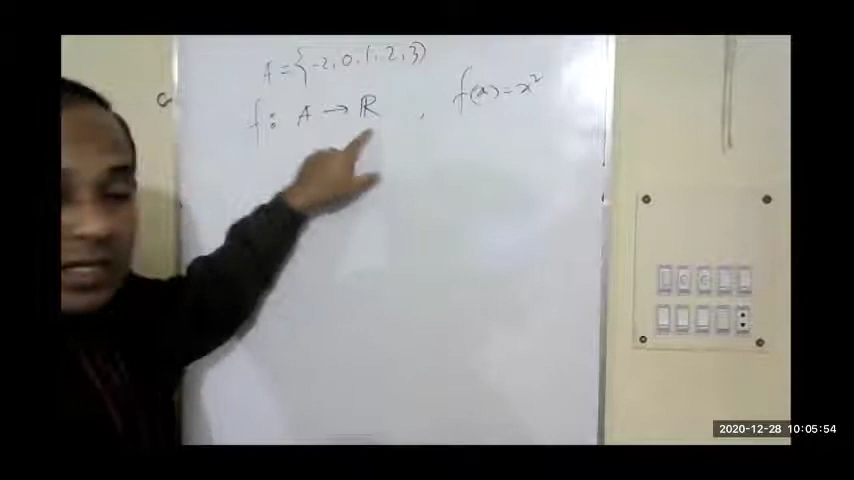 A = {-2, 0, 1, 2, 3}
f: A → ℝ , f(x) = x²
2020-12-28 10:05:54